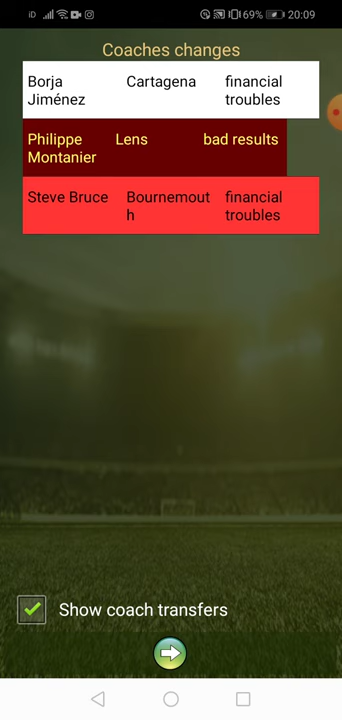 iD 69% 20:09
Coaches changes
Borja Cartagena financial
Jiménez troubles
Philippe Lens bad results
Montanier
Steve Bruce Bournemout financial
h troubles
Show coach transfers